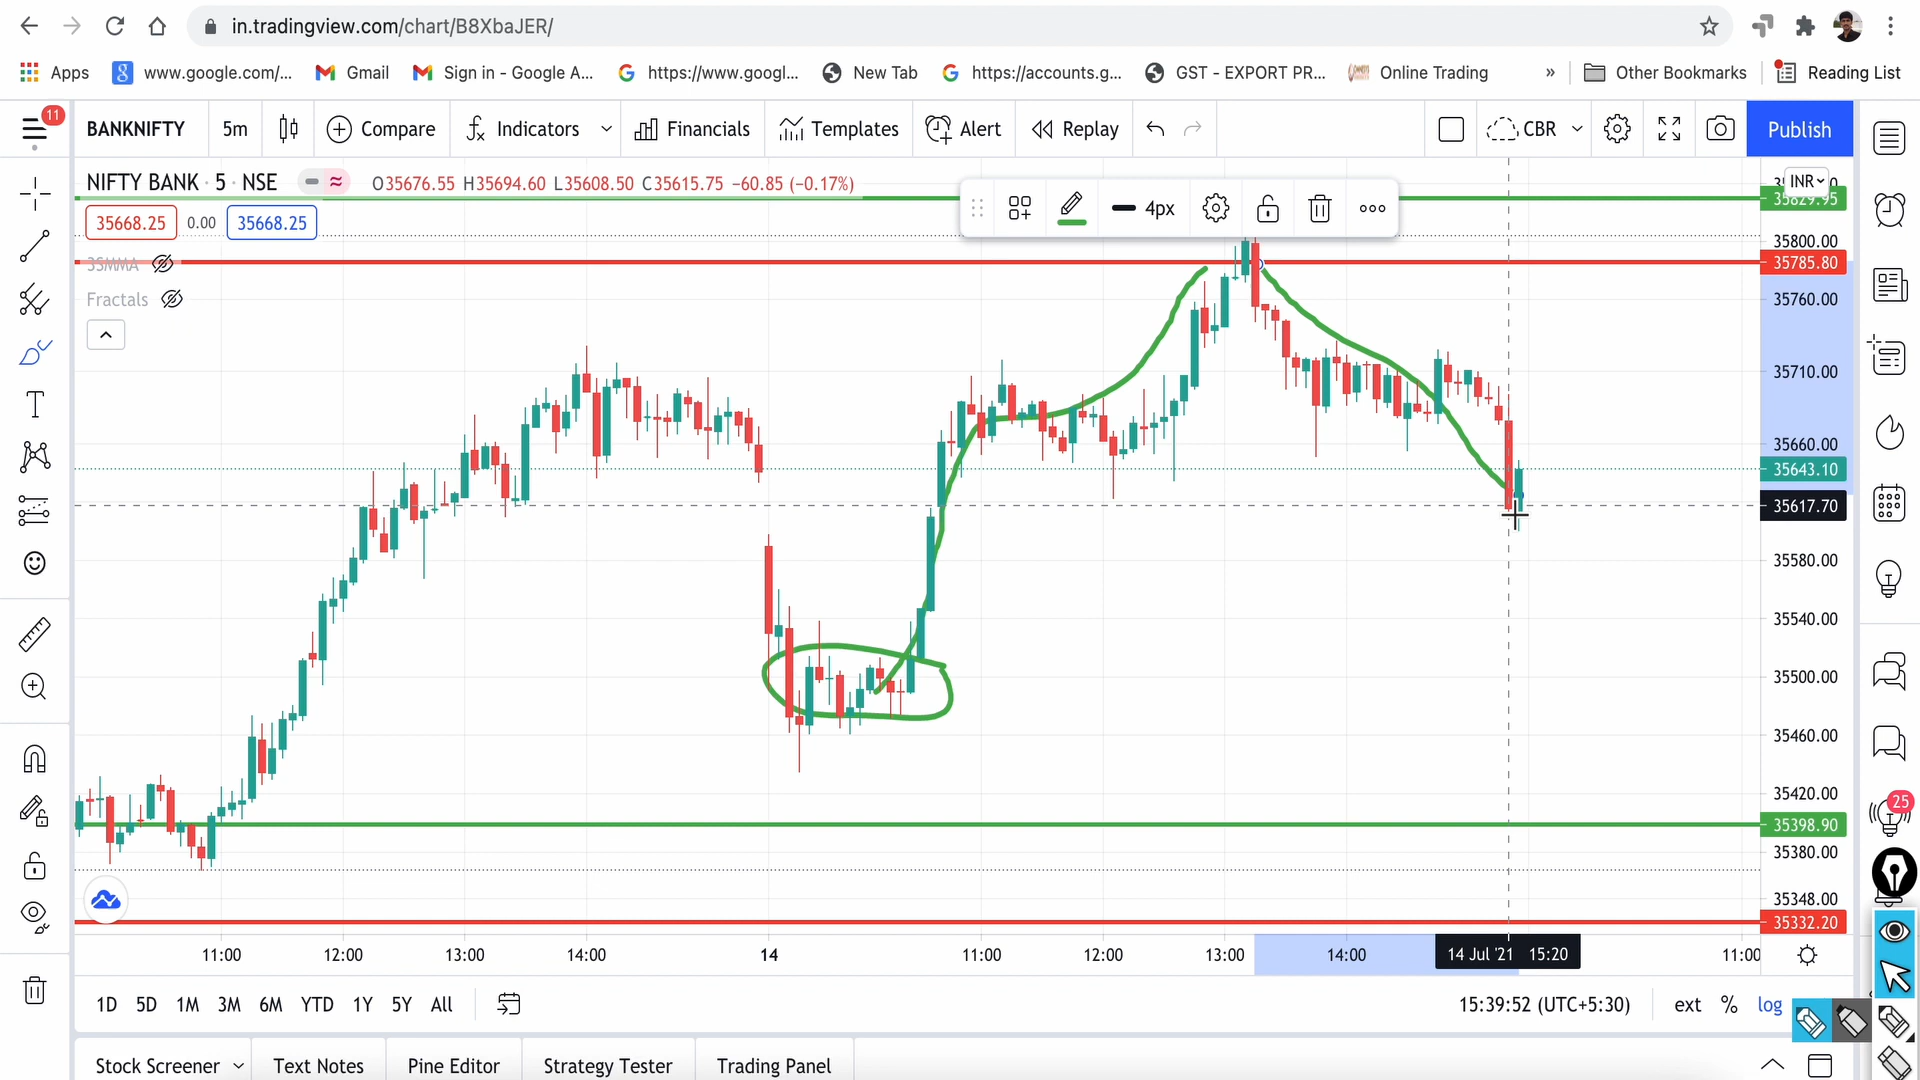 in.tradingview.com/chart/B8XbaJER/
Apps www.google.com/... Gmail Sign in - Google A... https://www.googl... New Tab https://accounts.g... GST - EXPORT PR... Online Trading » Other Bookmarks Reading List
11 BANKNIFTY 5m Compare Indicators Financials Templates Alert Replay CBR Publish
NIFTY BANK · 5 · NSE O35676.55 H35694.60 L35608.50 C35615.75 −60.85 (−0.17%)
INR
35829.95
35668.25 0.00 35668.25
4px
35800.00
3SMMA
35785.80
Fractals
35760.00
35710.00
35660.00
35643.10
35617.70
35580.00
35540.00
35500.00
35460.00
35420.00
25
35398.90
35380.00
35348.00
35332.20
11:00 12:00 13:00 14:00 14 11:00 12:00 13:00 14:00 14 Jul '21 15:20 11:00
1D 5D 1M 3M 6M YTD 1Y 5Y All 15:39:52 (UTC+5:30) ext % log
Stock Screener Text Notes Pine Editor Strategy Tester Trading Panel